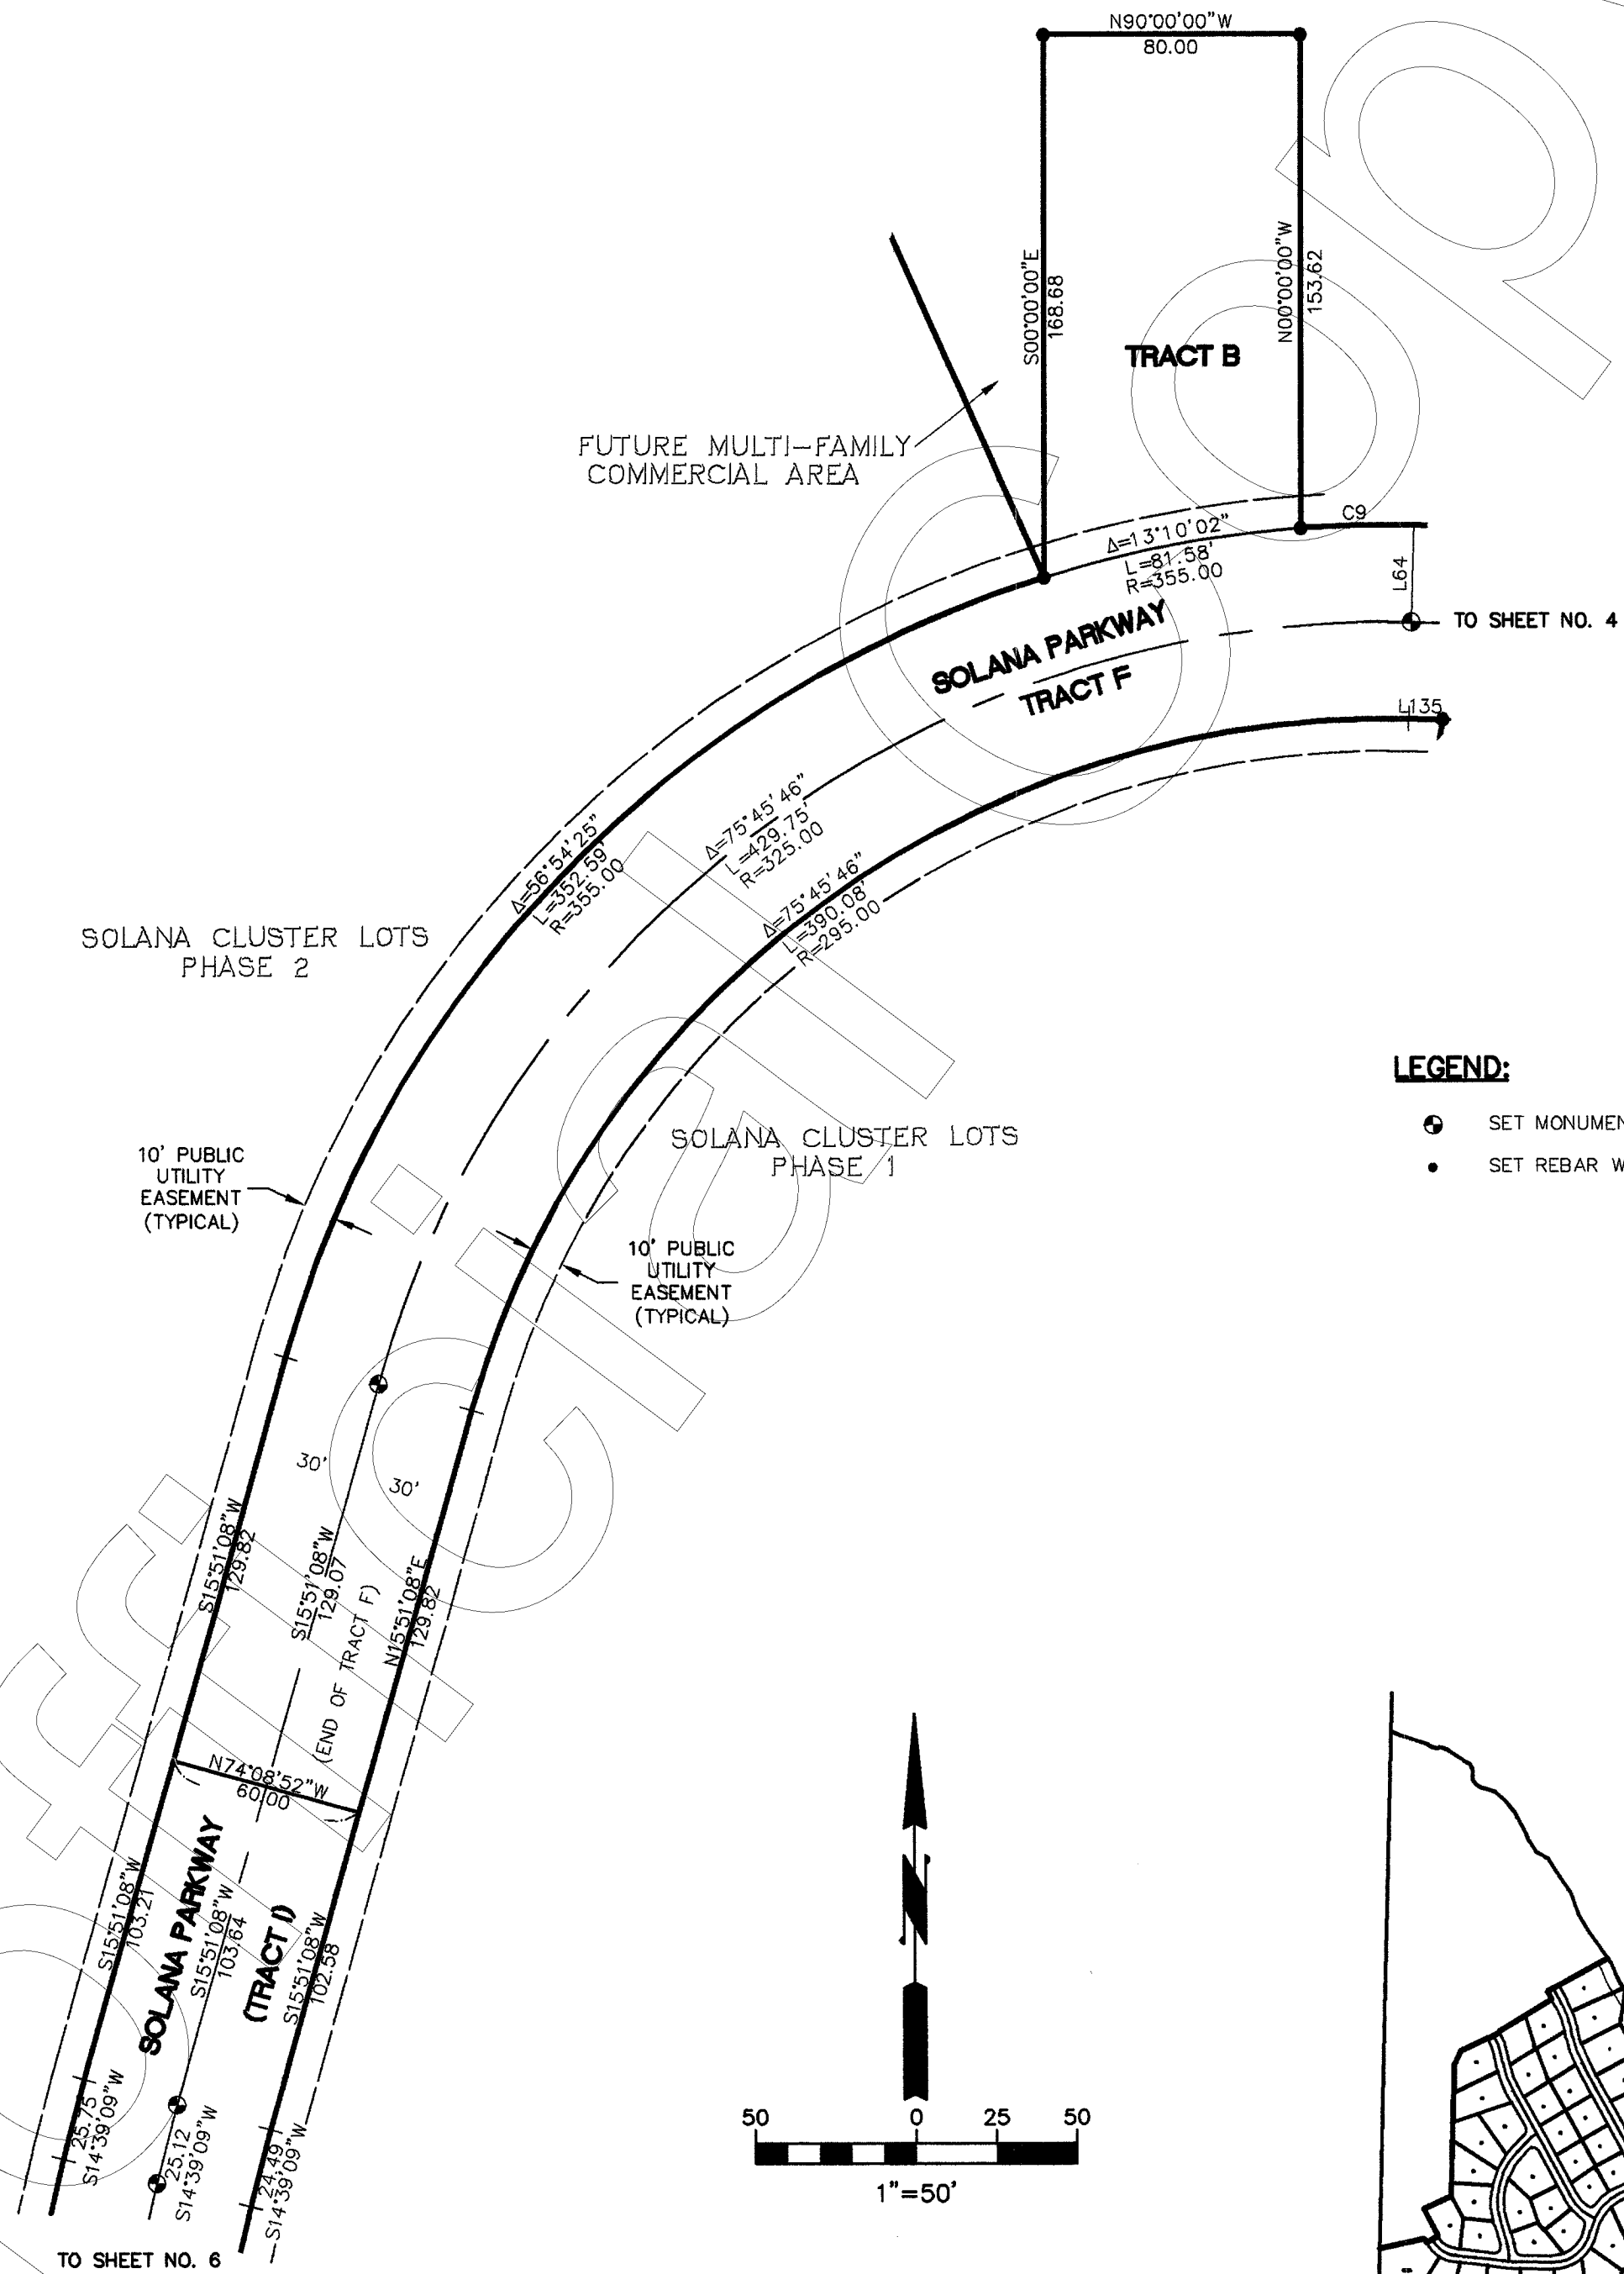 N90°00'00"W
80.00
S00°00'00"E
168.68
N00°00'00"W
153.62
TRACT B
FUTURE MULTI-FAMILY
COMMERCIAL AREA
C9
Δ=13°10'02"
L=81.58'
R=355.00
L64
TO SHEET NO. 4
SOLANA PARKWAY
TRACT F
L135
Δ=56°54'25"
L=352.59'
R=355.00
Δ=75°45'46"
L=429.75'
R=325.00
Δ=75°45'46"
L=390.08'
R=295.00
SOLANA CLUSTER LOTS
PHASE 2
LEGEND:
SET MONUMEN
SET REBAR W
SOLANA CLUSTER LOTS
PHASE 1
10' PUBLIC
UTILITY
EASEMENT
(TYPICAL)
10' PUBLIC
UTILITY
EASEMENT
(TYPICAL)
30'
30'
S15°51'08"W
129.82
S15°51'08"W
129.07
(END OF TRACT F)
N15°51'08"E
129.82
N74°08'52"W
60.00
S15°51'08"W
103.21
SOLANA PARKWAY
S15°51'08"W
103.64
(TRACT I)
S15°51'08"W
102.58
25.75
S14°39'09"W
25.12
S14°39'09"W
24.49
S14°39'09"W
TO SHEET NO. 6
N
50 0 25 50
1"=50'
Unofficial Cop